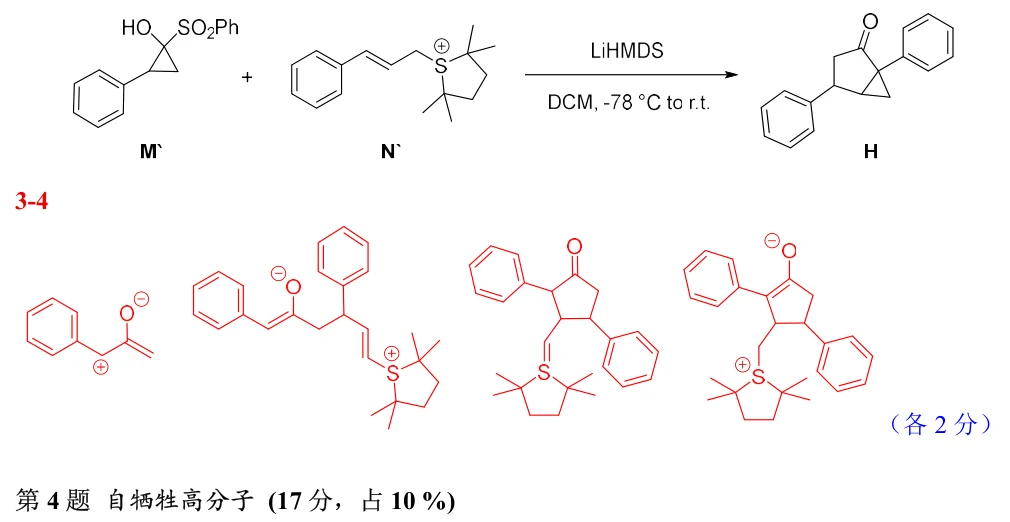 HO SO2Ph
Ph
+
S
⊕
LiHMDS
DCM, -78 °C to r.t.
O
M` N` H
3-4
O ⊖
⊕
⊖ O
⊕ S
O
S
⊖ O
⊕ S
（各 2 分）
第 4 题 自牺牲高分子 (17 分，占 10 %)